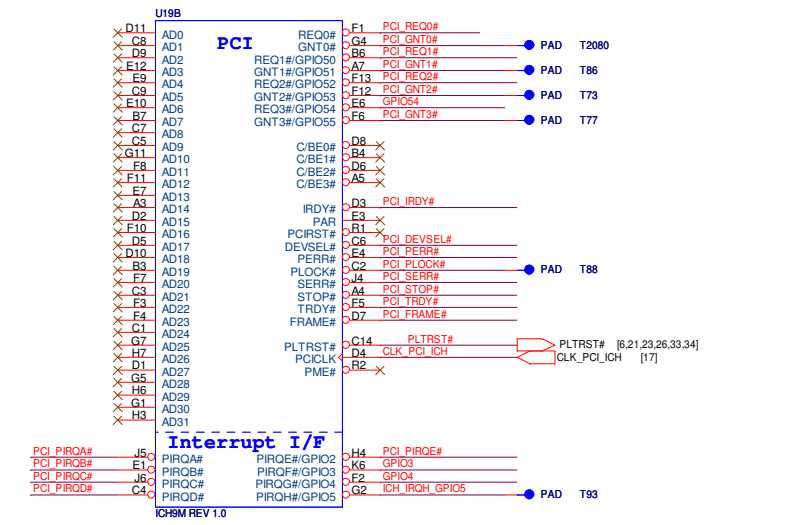 U19B
PCI
D11 AD0 REQ0# F1 PCI_REQ0#
C8 AD1 GNT0# G4 PCI_GNT0# PAD T2080
D9 AD2 REQ1#/GPIO50 B6 PCI_REQ1#
E12 AD3 GNT1#/GPIO51 A7 PCI_GNT1# PAD T86
E9 AD4 REQ2#/GPIO52 F13 PCI_REQ2#
C9 AD5 GNT2#/GPIO53 F12 PCI_GNT2# PAD T73
E10 AD6 REQ3#/GPIO54 E6 GPIO54
B7 AD7 GNT3#/GPIO55 F6 PCI_GNT3# PAD T77
C7 AD8
C5 AD9 C/BE0# D8
G11 AD10 C/BE1# B4
F8 AD11 C/BE2# D6
F11 AD12 C/BE3# A5
E7 AD13
A3 AD14 IRDY# D3 PCI_IRDY#
D2 AD15 PAR E3
F10 AD16 PCIRST# R1
D5 AD17 DEVSEL# C6 PCI_DEVSEL#
D10 AD18 PERR# E4 PCI_PERR#
B3 AD19 PLOCK# C2 PCI_PLOCK# PAD T88
F7 AD20 SERR# J4 PCI_SERR#
C3 AD21 STOP# A4 PCI_STOP#
F3 AD22 TRDY# F5 PCI_TRDY#
F4 AD23 FRAME# D7 PCI_FRAME#
C1 AD24
G7 AD25 PLTRST# C14 PLTRST# PLTRST# [6,21,23,26,33,34]
H7 AD26 PCICLK D4 CLK_PCI_ICH CLK_PCI_ICH [17]
D1 AD27 PME# R2
G5 AD28
H6 AD29
G1 AD30
H3 AD31
Interrupt I/F
PCI_PIRQA# J5 PIRQA# PIRQE#/GPIO2 H4 PCI_PIRQE#
PCI_PIRQB# E1 PIRQB# PIRQF#/GPIO3 K6 GPIO3
PCI_PIRQC# J6 PIRQC# PIRQG#/GPIO4 F2 GPIO4
PCI_PIRQD# C4 PIRQD# PIRQH#/GPIO5 G2 ICH_IRQH_GPIO5 PAD T93
ICH9M REV 1.0